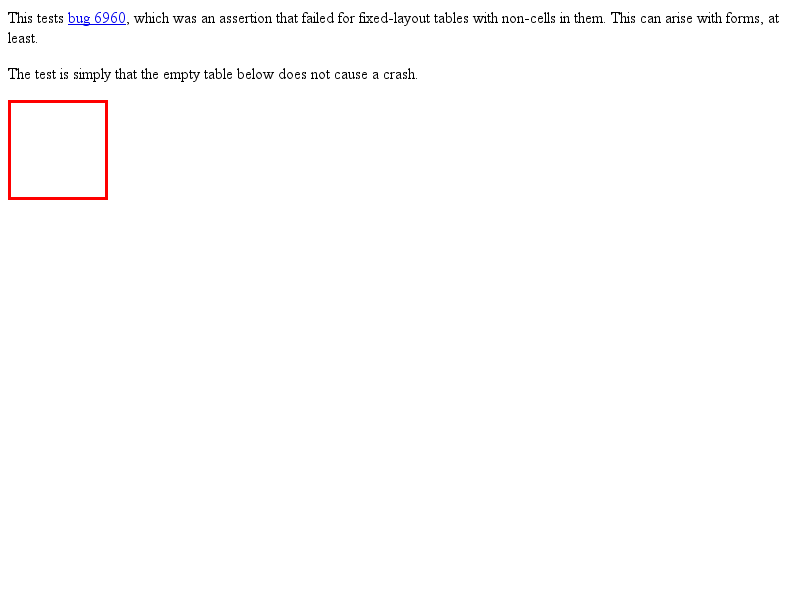 This tests bug 6960, which was an assertion that failed for fixed-layout tables with non-cells in them. This can arise with forms, at
least.
The test is simply that the empty table below does not cause a crash.